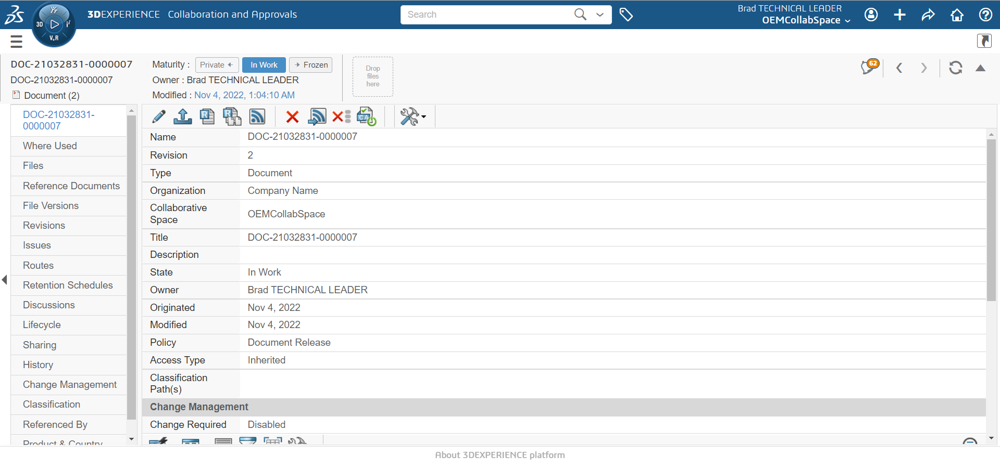 3DEXPERIENCE Collaboration and Approvals
Search
Brad TECHNICAL LEADER
OEMCollabSpace
3D
V.R
DOC-21032831-0000007
DOC-21032831-0000007
Document (2)
Maturity : Private In Work Frozen
Owner : Brad TECHNICAL LEADER
Modified : Nov 4, 2022, 1:04:10 AM
Drop
files
here
62
DOC-21032831-
0000007
Where Used
Files
Reference Documents
File Versions
Revisions
Issues
Routes
Retention Schedules
Discussions
Lifecycle
Sharing
History
Change Management
Classification
Referenced By
Product & Country
Name DOC-21032831-0000007
Revision 2
Type Document
Organization Company Name
Collaborative
Space OEMCollabSpace
Title DOC-21032831-0000007
Description
State In Work
Owner Brad TECHNICAL LEADER
Originated Nov 4, 2022
Modified Nov 4, 2022
Policy Document Release
Access Type Inherited
Classification
Path(s)
Change Management
Change Required Disabled
About 3DEXPERIENCE platform